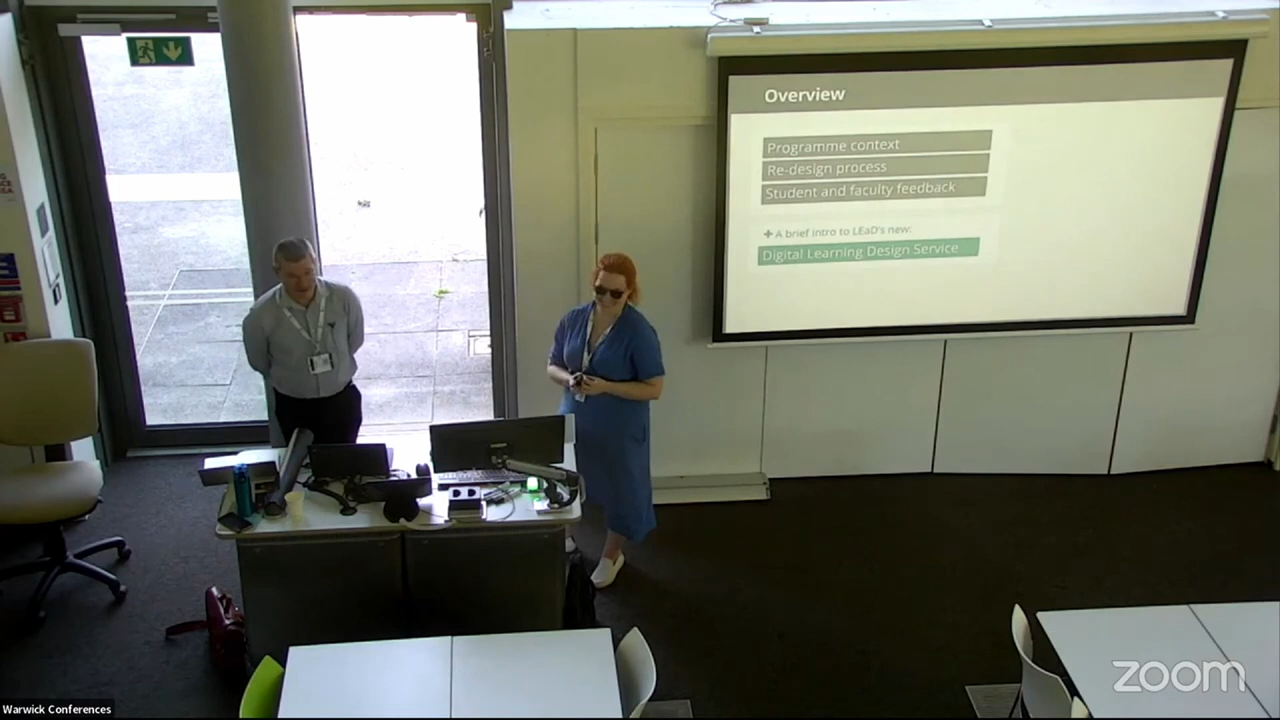 Overview
Programme context
Re-design process
Student and faculty feedback
+ A brief intro to LEaD's new:
Digital Learning Design Service
zoom
Warwick Conferences